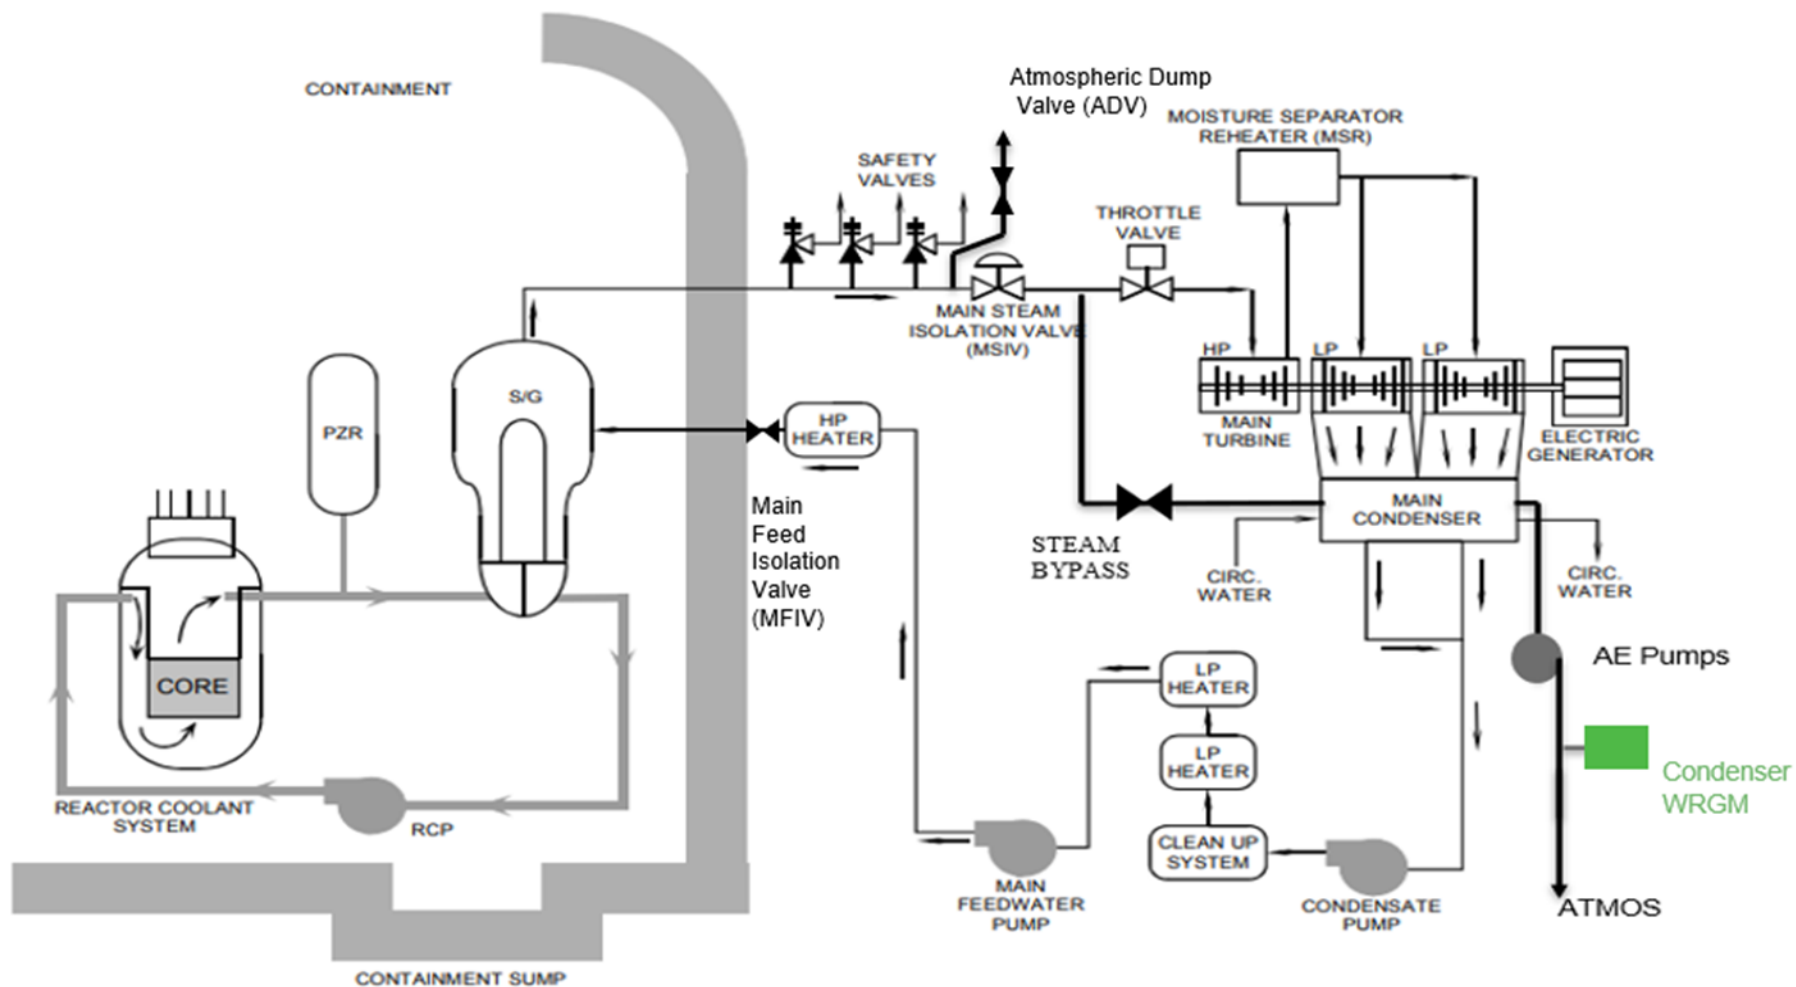 CONTAINMENT
Atmospheric Dump
Valve (ADV)
MOISTURE SEPARATOR
REHEATER (MSR)
SAFETY
VALVES
THROTTLE
VALVE
MAIN STEAM
ISOLATION VALVE
(MSIV)
HP
LP
LP
MAIN
TURBINE
ELECTRIC
GENERATOR
S/G
PZR
HP
HEATER
Main
Feed
Isolation
Valve
(MFIV)
MAIN
CONDENSER
STEAM
BYPASS
CIRC.
WATER
CIRC.
WATER
CORE
AE Pumps
LP
HEATER
LP
HEATER
Condenser
WRGM
REACTOR COOLANT
SYSTEM
RCP
CLEAN UP
SYSTEM
MAIN
FEEDWATER
PUMP
CONDENSATE
PUMP
ATMOS
CONTAINMENT SUMP